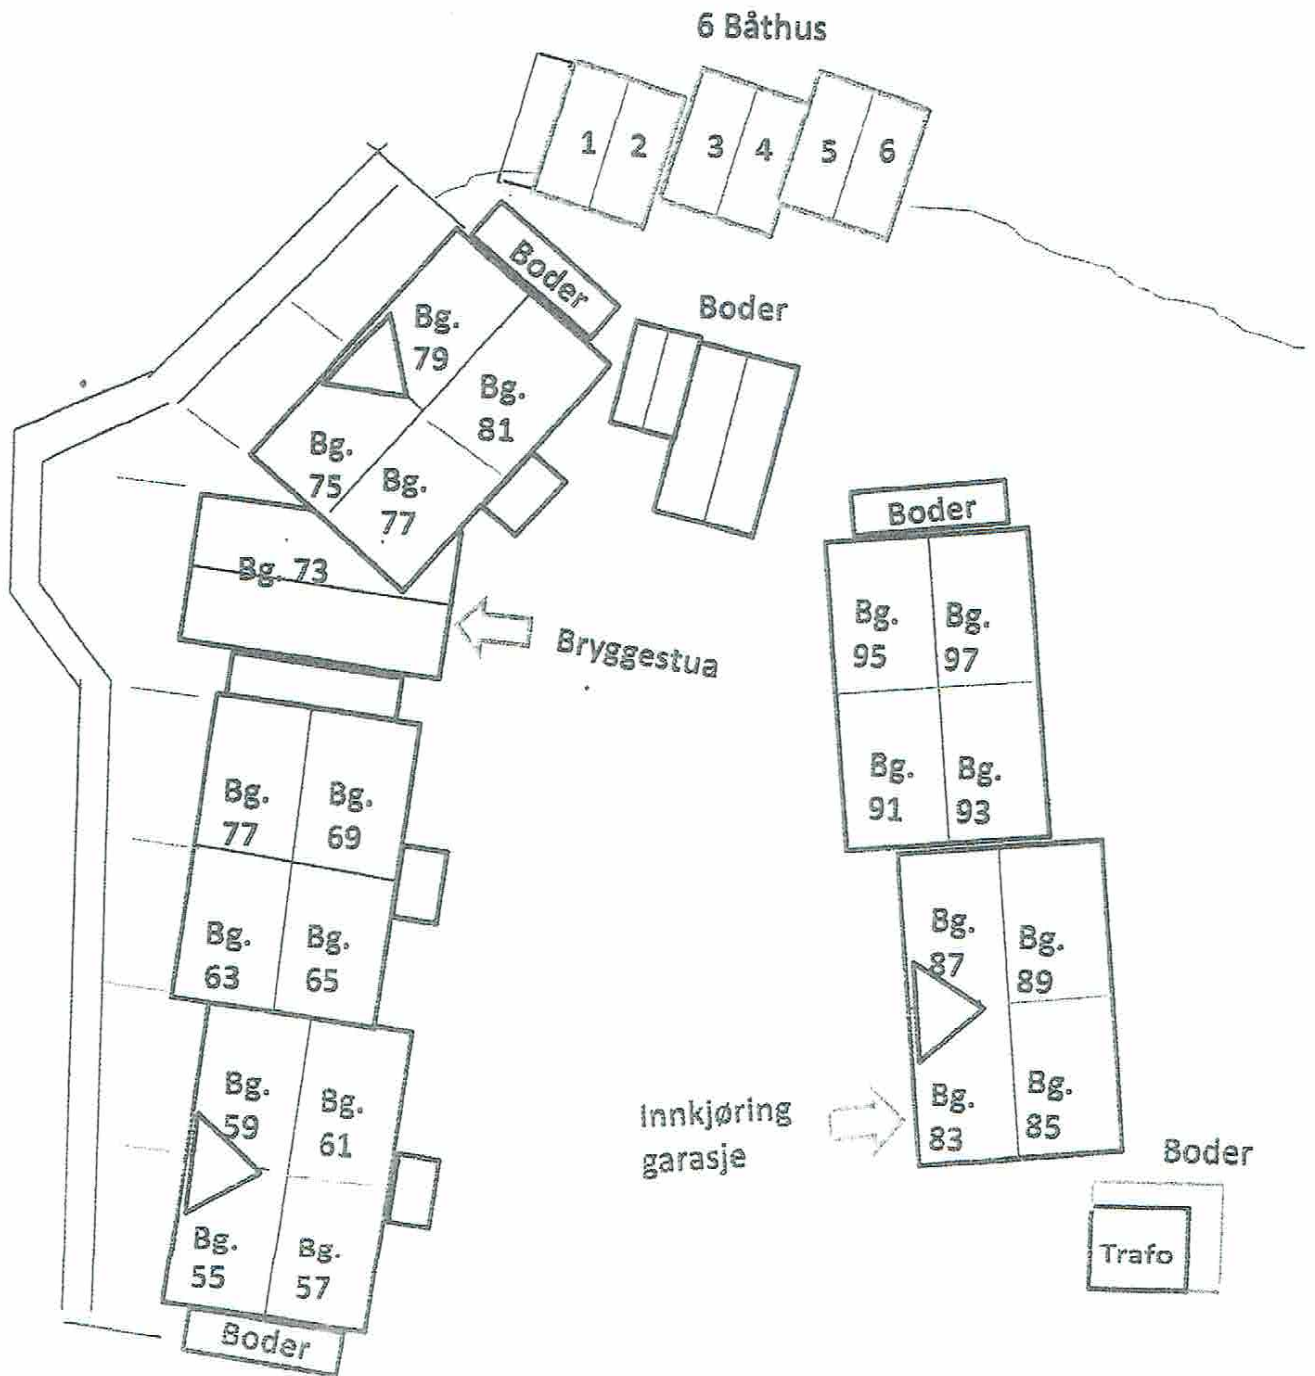 6 Båthus
1
2
3
4
5
6
Boder
Boder
Bg.
79
Bg.
81
Bg.
75
Bg.
77
Bg. 73
Bryggestua
Bg.
77
Bg.
69
Bg.
63
Bg.
65
Bg.
59
Bg.
61
Bg.
55
Bg.
57
Boder
Boder
Bg.
95
Bg.
97
Bg.
91
Bg.
93
Bg.
87
Bg.
89
Bg.
83
Bg.
85
Innkjøring
garasje
Boder
Trafo